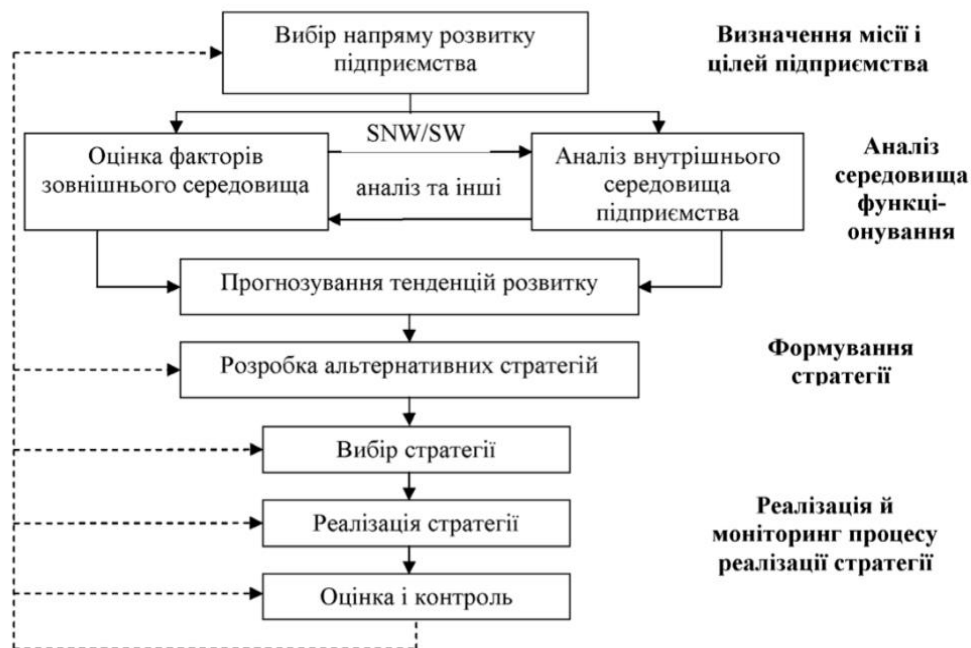 Вибір напряму розвитку
підприємства
Визначення місії і
цілей підприємства
SNW/SW
Оцінка факторів
зовнішнього середовища
аналіз та інші
Аналіз внутрішнього
середовища
підприємства
Аналіз
середовища
функці-
онування
Прогнозування тенденцій розвитку
Розробка альтернативних стратегій
Формування
стратегії
Вибір стратегії
Реалізація стратегії
Реалізація й
моніторинг процесу
реалізації стратегії
Оцінка і контроль